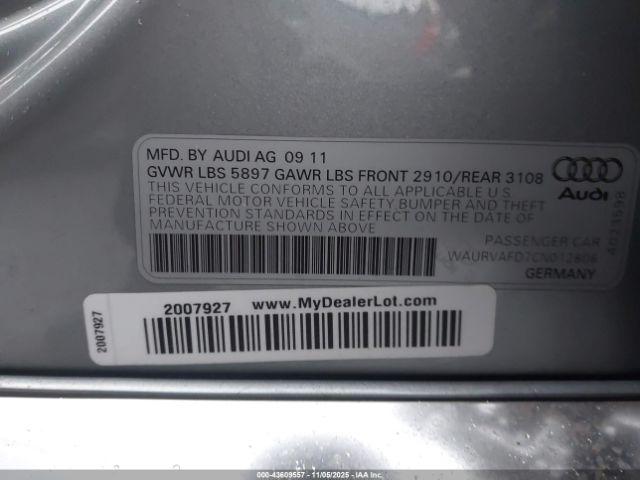 MFD. BY AUDI AG 09 11
GVWR LBS 5897 GAWR LBS FRONT 2910/REAR 3108
THIS VEHICLE CONFORMS TO ALL APPLICABLE U.S.
FEDERAL MOTOR VEHICLE SAFETY BUMPER AND THEFT
PREVENTION STANDARDS IN EFFECT ON THE DATE OF
MANUFACTURE SHOWN ABOVE
Audi
4023598
PASSENGER CAR
WAURVAFD7CN012806
GERMANY
2007927 www.MyDealerLot.com
2007927
000-43609557 - 11/05/2025 - IAA Inc.